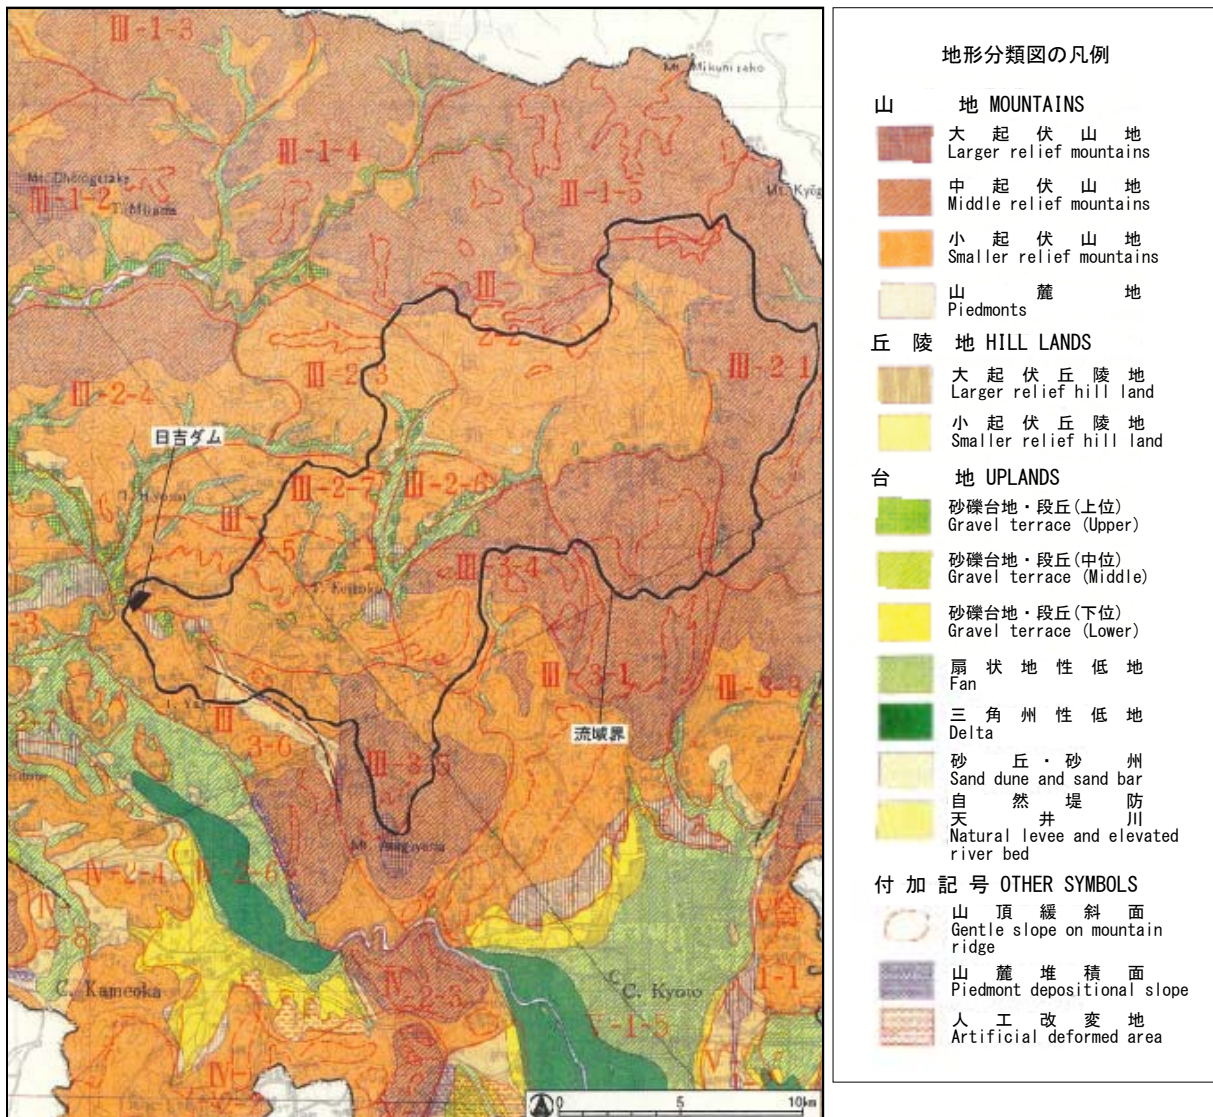 III-1-3
Mt. Mikunidako
III-1-4
III-1-5
III-1-2
T. Miyama
III-2-1
III-2-3
III-2-4
日吉ダム
III-2-7
III-2-6
III-3-4
III-3-1
III-3-3
流域界
III
3-6
III-3-5
IV-2-4
C. Kameoka
C. Kyoto
0 5 10km
地形分類図の凡例
山 地 MOUNTAINS
大起伏山地
Larger relief mountains
中起伏山地
Middle relief mountains
小起伏山地
Smaller relief mountains
山麓地
Piedmonts
丘陵地 HILL LANDS
大起伏丘陵地
Larger relief hill land
小起伏丘陵地
Smaller relief hill land
台 地 UPLANDS
砂礫台地・段丘(上位)
Gravel terrace (Upper)
砂礫台地・段丘(中位)
Gravel terrace (Middle)
砂礫台地・段丘(下位)
Gravel terrace (Lower)
扇状地性低地
Fan
三角州性低地
Delta
砂丘・砂州
Sand dune and sand bar
自然堤防
天井川
Natural levee and elevated
river bed
付加記号 OTHER SYMBOLS
山頂緩斜面
Gentle slope on mountain
ridge
山麓堆積面
Piedmont depositional slope
人工改変地
Artificial deformed area